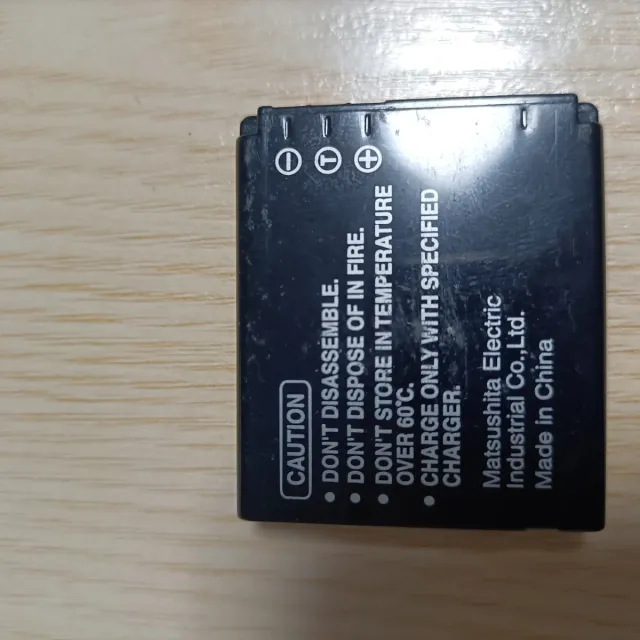 − T +
CAUTION
• DON'T DISASSEMBLE.
• DON'T DISPOSE OF IN FIRE.
• DON'T STORE IN TEMPERATURE
OVER 60°C.
• CHARGE ONLY WITH SPECIFIED
CHARGER.
Matsushita Electric
Industrial Co.,Ltd.
Made in China